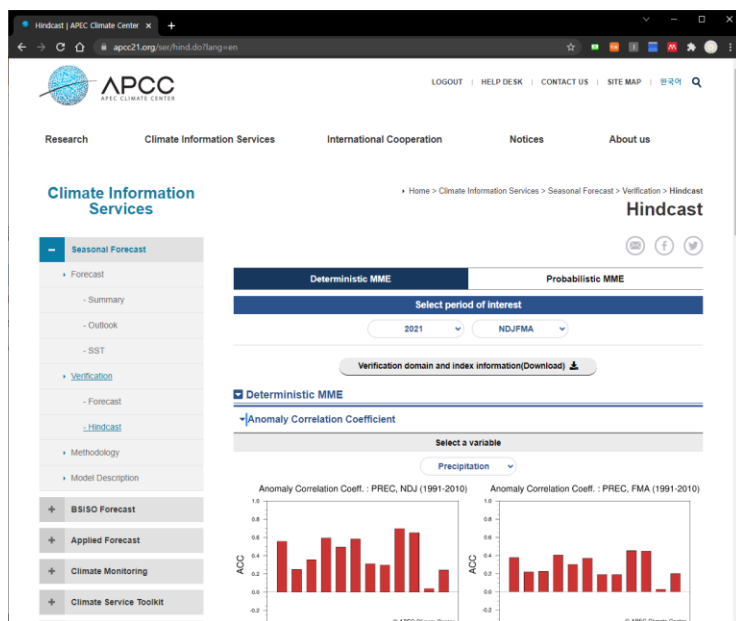 Hindcast | APEC Climate Center
apcc21.org/ser/hind.do?lang=en
APCC
APEC CLIMATE CENTER
LOGOUT | HELP DESK | CONTACT US | SITE MAP | 한국어
Research Climate Information Services International Cooperation Notices About us
Climate Information
Services
Home > Climate Information Services > Seasonal Forecast > Verification > Hindcast
Hindcast
Seasonal Forecast
Forecast
- Summary
- Outlook
- SST
Verification
- Forecast
- Hindcast
Methodology
Model Description
BSISO Forecast
Applied Forecast
Climate Monitoring
Climate Service Toolkit
Deterministic MME Probabilistic MME
Select period of interest
2021 NDJFMA
Verification domain and index information(Download)
Deterministic MME
Anomaly Correlation Coefficient
Select a variable
Precipitation
Anomaly Correlation Coeff. : PREC, NDJ (1991-2010)
1.0
0.8
0.6
0.4
0.2
0.0
-0.2
ACC
© APEC Climate Center
Anomaly Correlation Coeff. : PREC, FMA (1991-2010)
1.0
0.8
0.6
0.4
0.2
0.0
-0.2
ACC
© APEC Climate Center